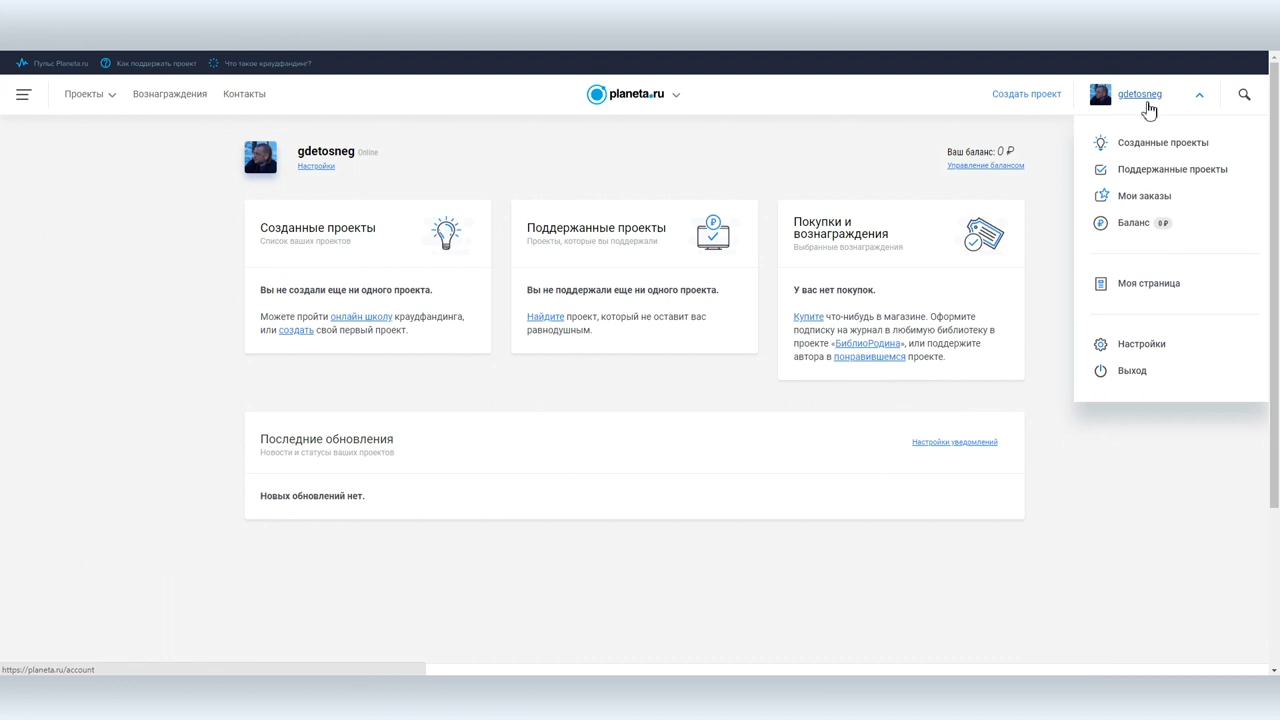 Пульс Planeta.ru Как поддержать проект Что такое краудфандинг?
Проекты Вознаграждения Контакты planeta.ru Создать проект gdetosneg
gdetosneg Online
Настройки
Ваш баланс: 0 ₽
Управление балансом
Созданные проекты
Список ваших проектов
Вы не создали еще ни одного проекта.
Можете пройти онлайн школу краудфандинга,
или создать свой первый проект.
Поддержанные проекты
Проекты, которые вы поддержали
Вы не поддержали еще ни одного проекта.
Найдите проект, который не оставит вас
равнодушным.
Покупки и
вознаграждения
Выбранные вознаграждения
У вас нет покупок.
Купите что-нибудь в магазине. Оформите
подписку на журнал в любимую библиотеку в
проекте «БиблиоРодина», или поддержите
автора в понравившемся проекте.
Последние обновления
Новости и статусы ваших проектов
Настройки уведомлений
Новых обновлений нет.
Созданные проекты
Поддержанные проекты
Мои заказы
Баланс 0 ₽
Моя страница
Настройки
Выход
https://planeta.ru/account